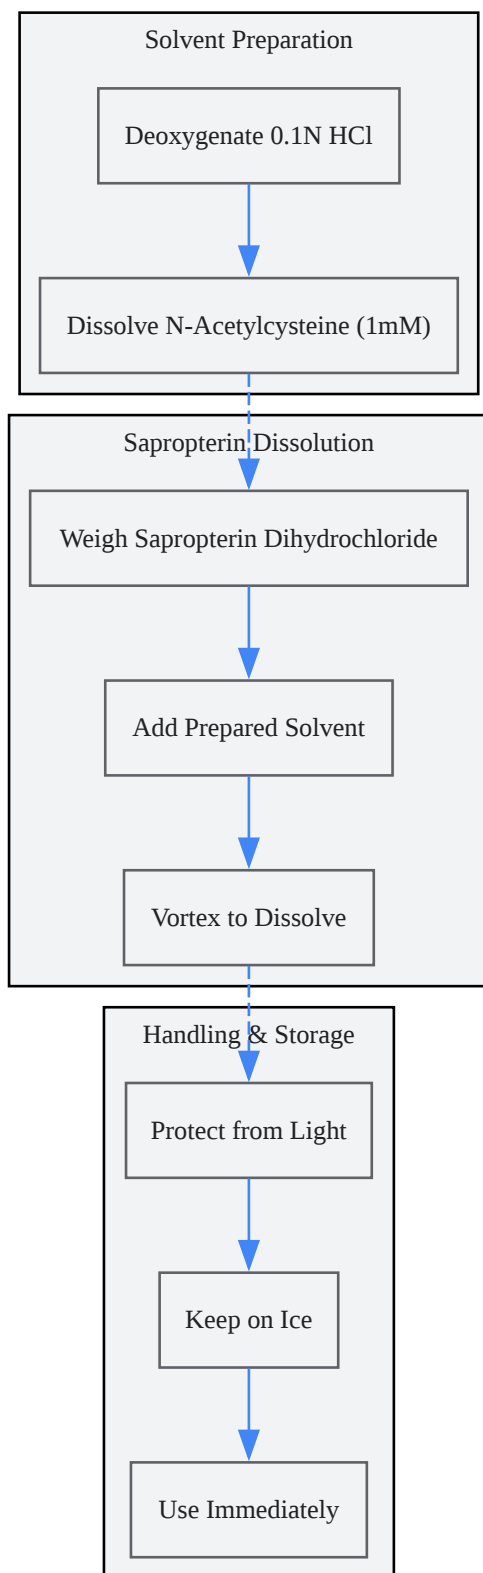 Solvent Preparation
Deoxygenate 0.1N HCl
Dissolve N-Acetylcysteine (1mM)
Sapropterin Dissolution
Weigh Sapropterin Dihydrochloride
Add Prepared Solvent
Vortex to Dissolve
Handling & Storage
Protect from Light
Keep on Ice
Use Immediately